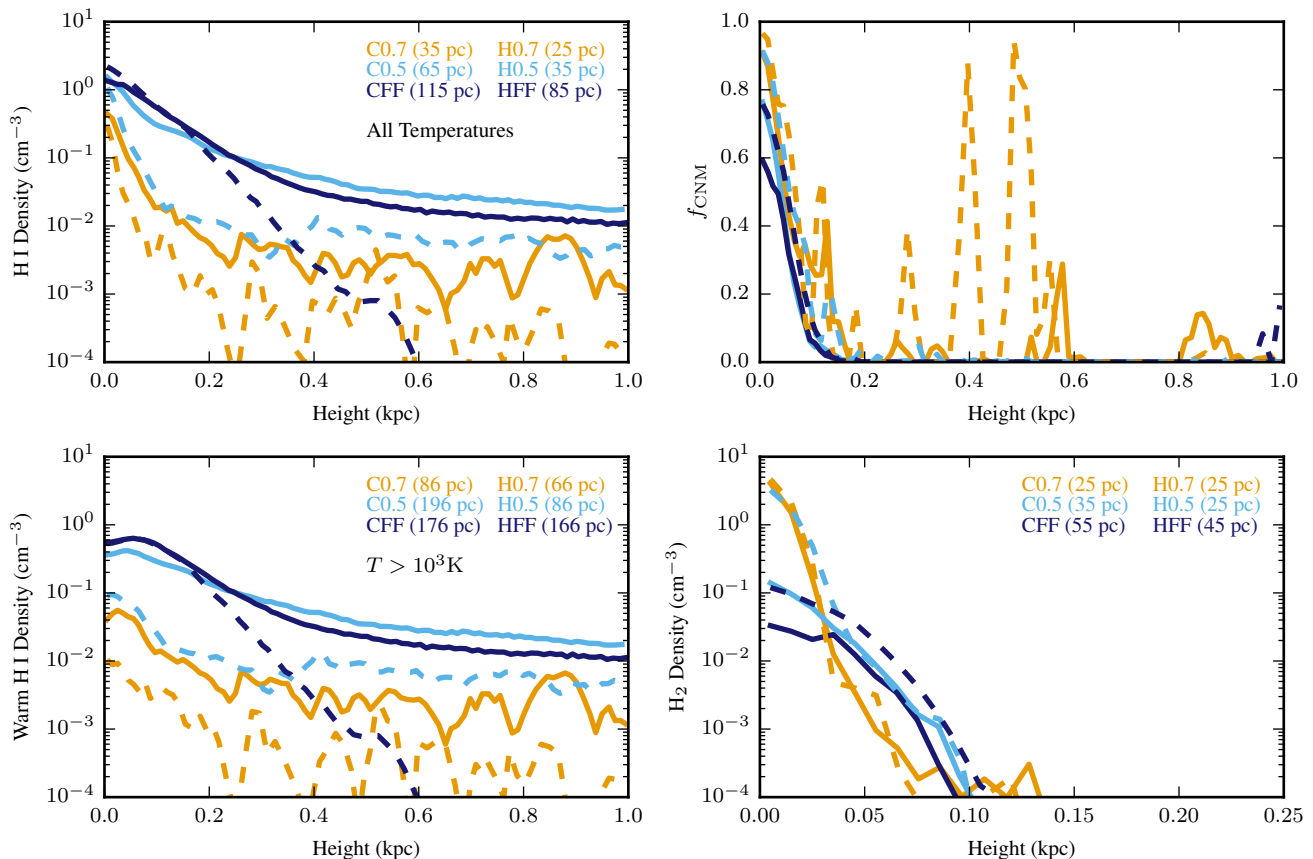 10^1
10^0
10^−1
10^−2
10^−3
10^−4
H I Density (cm^−3)
C0.7 (35 pc) H0.7 (25 pc)
C0.5 (65 pc) H0.5 (35 pc)
CFF (115 pc) HFF (85 pc)
All Temperatures
0.0 0.2 0.4 0.6 0.8 1.0
Height (kpc)
1.0
0.8
0.6
0.4
0.2
0.0
f_CNM
0.0 0.2 0.4 0.6 0.8 1.0
Height (kpc)
10^1
10^0
10^−1
10^−2
10^−3
10^−4
Warm H I Density (cm^−3)
C0.7 (86 pc) H0.7 (66 pc)
C0.5 (196 pc) H0.5 (86 pc)
CFF (176 pc) HFF (166 pc)
T > 10^3K
0.0 0.2 0.4 0.6 0.8 1.0
Height (kpc)
10^1
10^0
10^−1
10^−2
10^−3
10^−4
H_2 Density (cm^−3)
C0.7 (25 pc) H0.7 (25 pc)
C0.5 (35 pc) H0.5 (25 pc)
CFF (55 pc) HFF (45 pc)
0.00 0.05 0.10 0.15 0.20 0.25
Height (kpc)